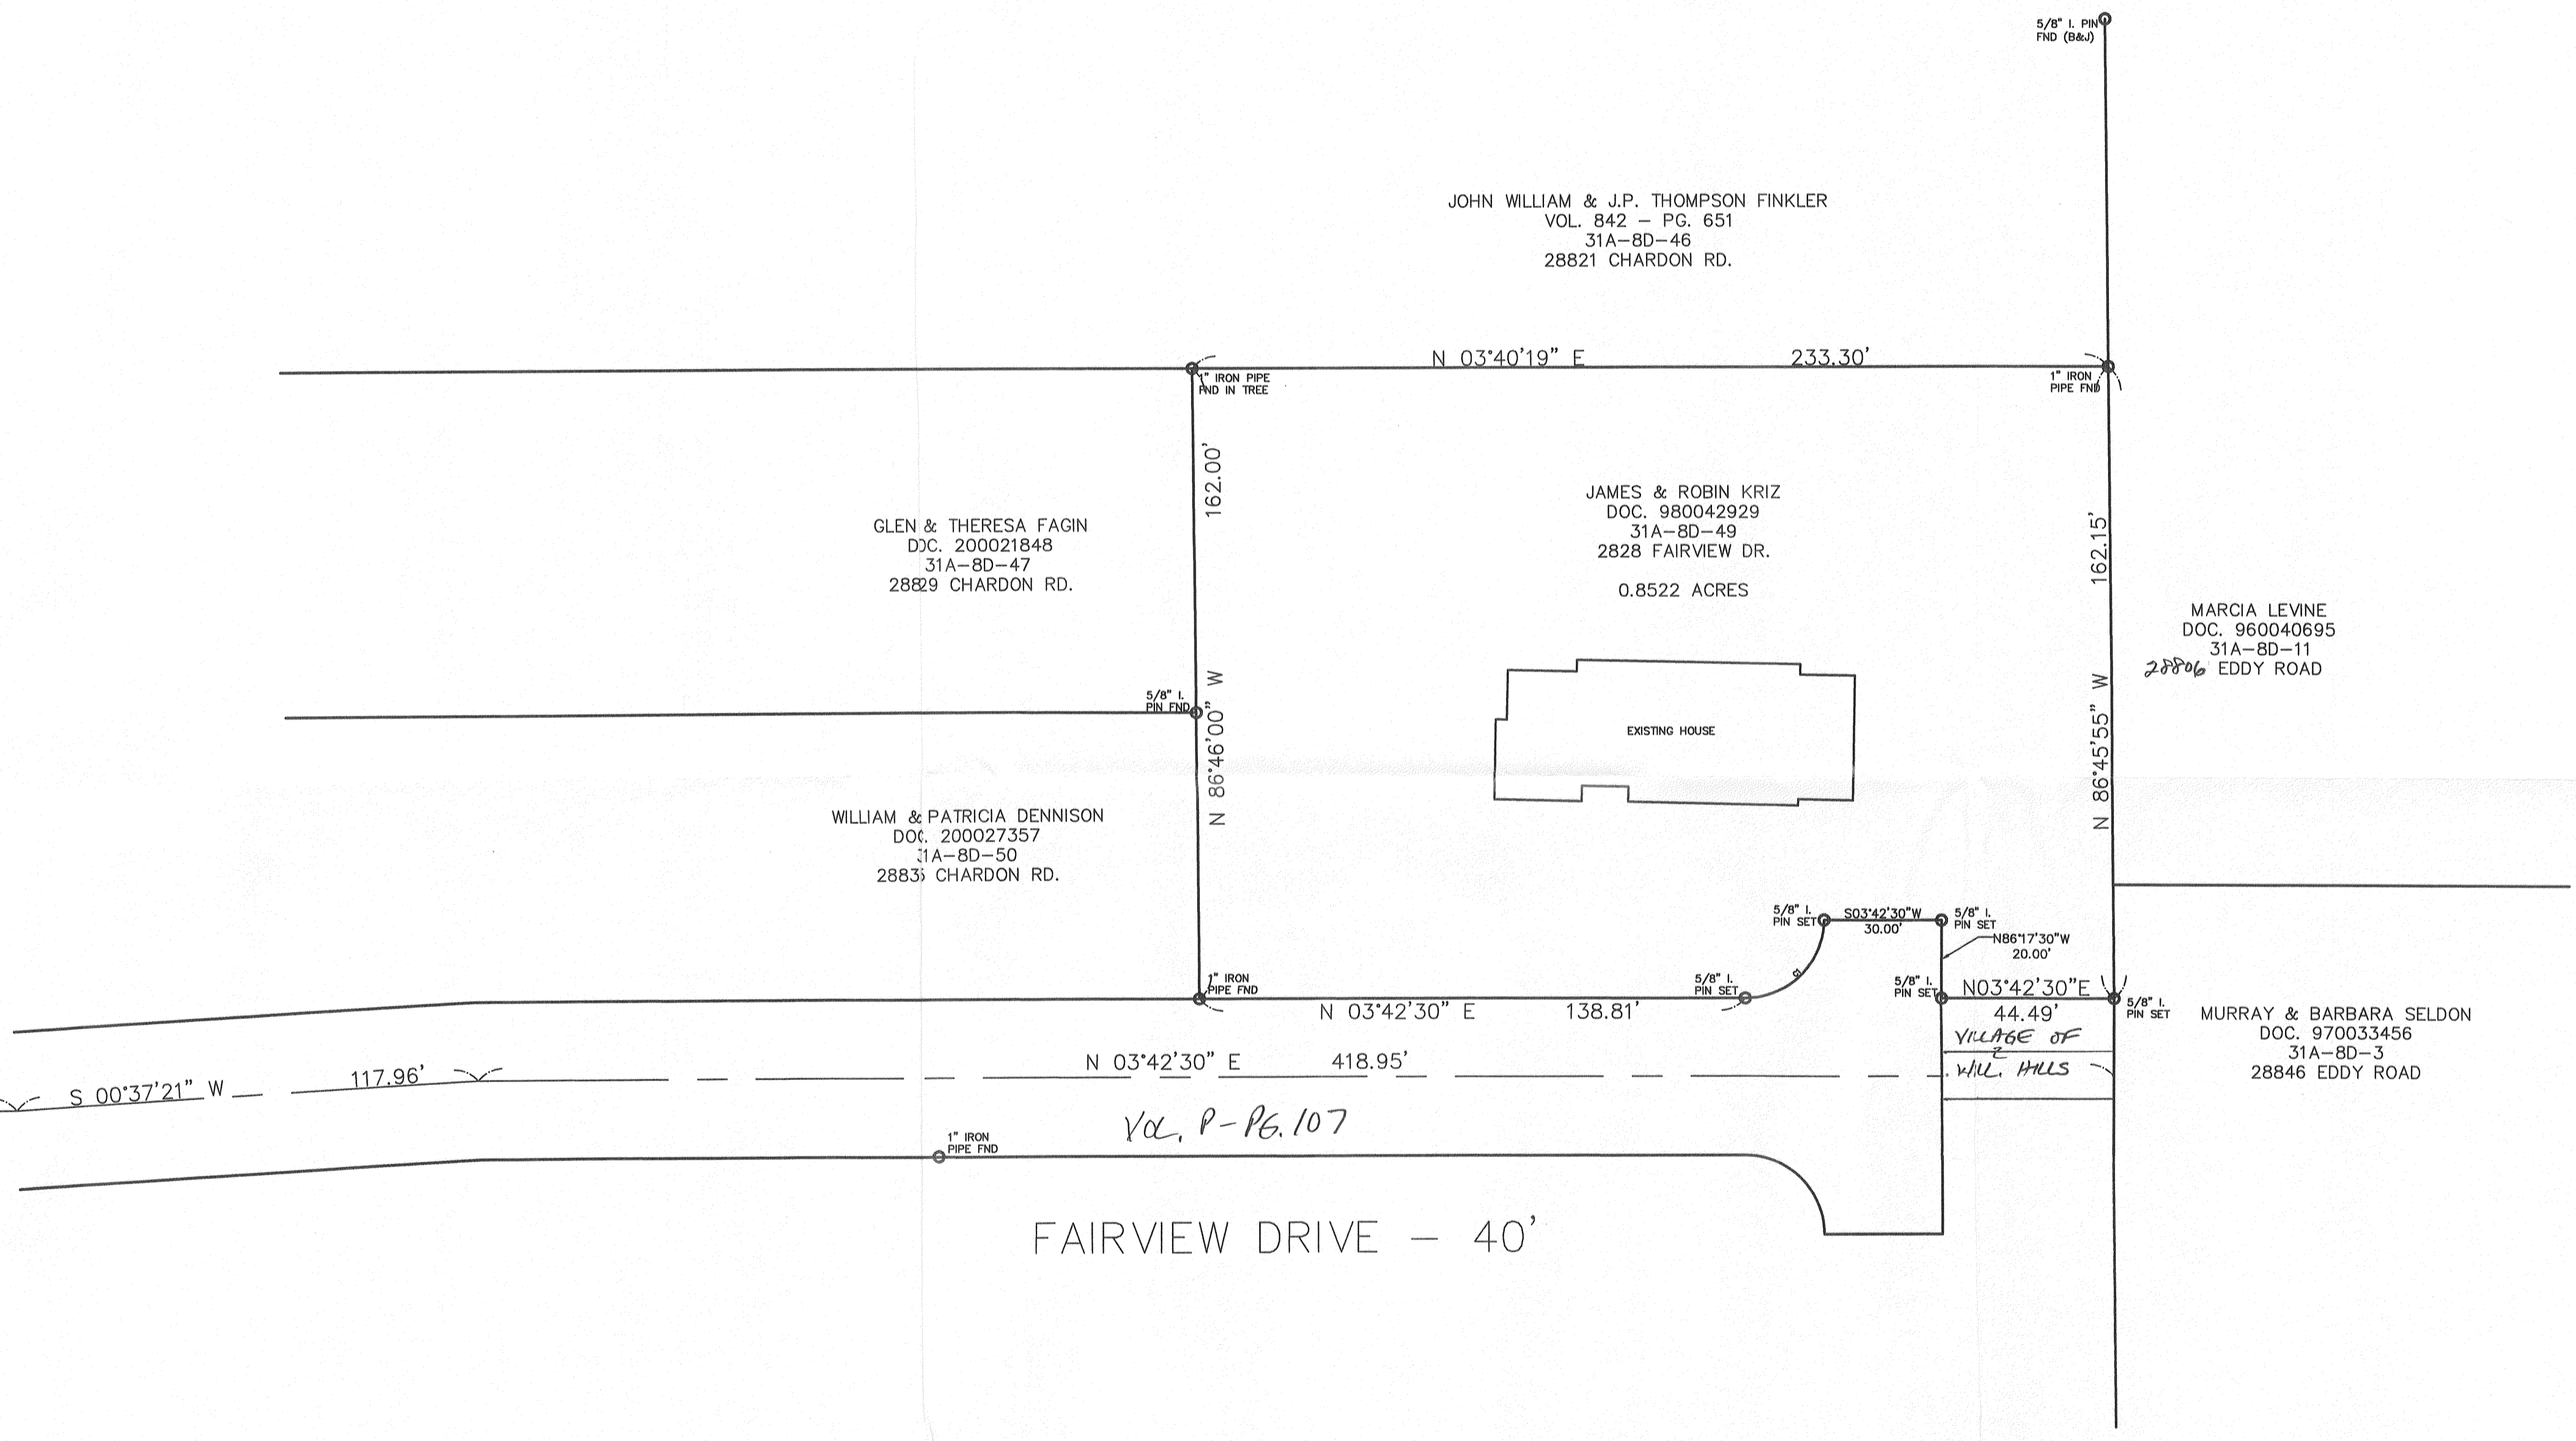 5/8" I. PIN
FND (B&J)
JOHN WILLIAM & J.P. THOMPSON FINKLER
VOL. 842 – PG. 651
31A–8D–46
28821 CHARDON RD.
N 03°40'19" E
233.30'
1" IRON PIPE
FND IN TREE
1" IRON
PIPE FND
162.00'
N 86°46'00" W
GLEN & THERESA FAGIN
DOC. 200021848
31A–8D–47
28829 CHARDON RD.
JAMES & ROBIN KRIZ
DOC. 980042929
31A–8D–49
2828 FAIRVIEW DR.
0.8522 ACRES
162.15'
N 86°45'55" W
MARCIA LEVINE
DOC. 960040695
31A–8D–11
28806 EDDY ROAD
5/8" I.
PIN FND
EXISTING HOUSE
WILLIAM & PATRICIA DENNISON
DOC. 200027357
31A–8D–50
CHARDON RD.
5/8" I.
PIN SET
S03°42'30"W
30.00'
5/8" I.
PIN SET
N86°17'30"W
20.00'
1" IRON
PIPE FND
5/8" I.
PIN SET
5/8" I.
PIN SET
N03°42'30"E
44.49'
5/8" I.
PIN SET
N 03°42'30" E
138.81'
VILLAGE OF
WILL. HILLS
MURRAY & BARBARA SELDON
DOC. 970033456
31A–8D–3
28846 EDDY ROAD
N 03°42'30" E
418.95'
S 00°37'21" W
117.96'
VOL. P–PG. 107
1" IRON
PIPE FND
FAIRVIEW DRIVE – 40'